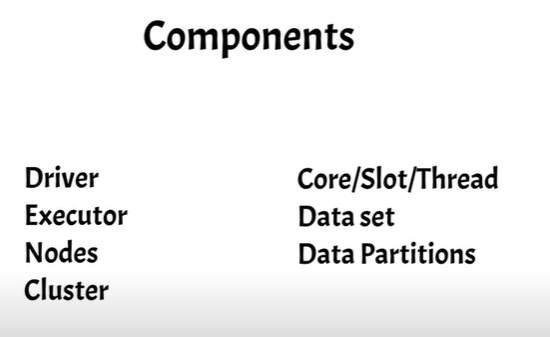 Components
Driver
Executor
Nodes
Cluster
Core/Slot/Thread
Data set
Data Partitions